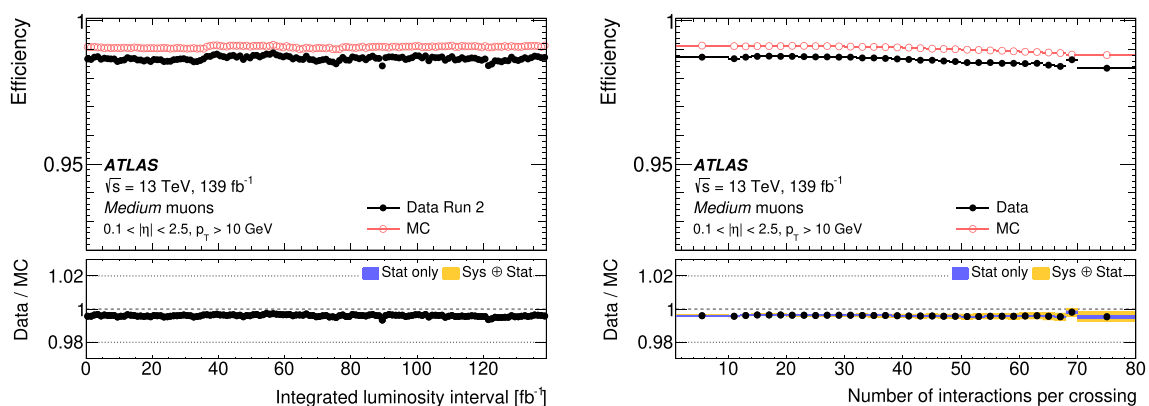 Efficiency
1
0.95
ATLAS
√s = 13 TeV, 139 fb⁻¹
Medium muons
0.1 < |η| < 2.5, p_T > 10 GeV
Data Run 2
MC
Data / MC
1.02
1
0.98
Stat only
Sys ⊕ Stat
0 20 40 60 80 100 120
Integrated luminosity interval [fb⁻¹]
Efficiency
1
0.95
ATLAS
√s = 13 TeV, 139 fb⁻¹
Medium muons
0.1 < |η| < 2.5, p_T > 10 GeV
Data
MC
Data / MC
1.02
1
0.98
Stat only
Sys ⊕ Stat
10 20 30 40 50 60 70 80
Number of interactions per crossing